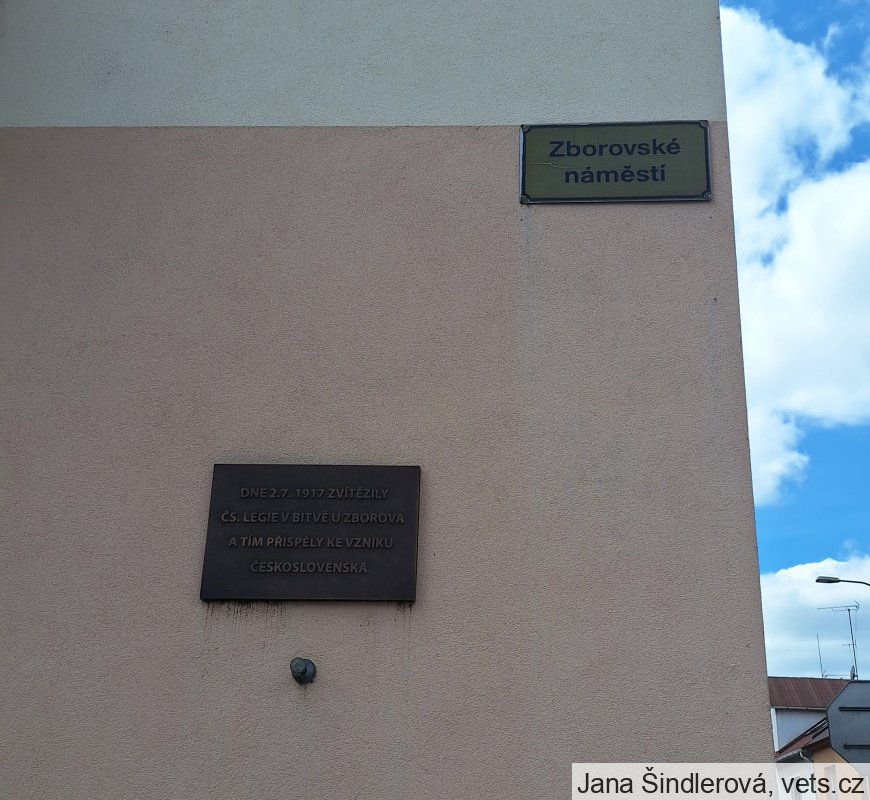 Zborovské
náměstí
DNE 2.7. 1917 ZVÍTĚZILY
ČS. LEGIE V BITVĚ U ZBOROVA
A TÍM PŘISPĚLY KE VZNIKU
ČESKOSLOVENSKA
Jana Šindlerová, vets.cz